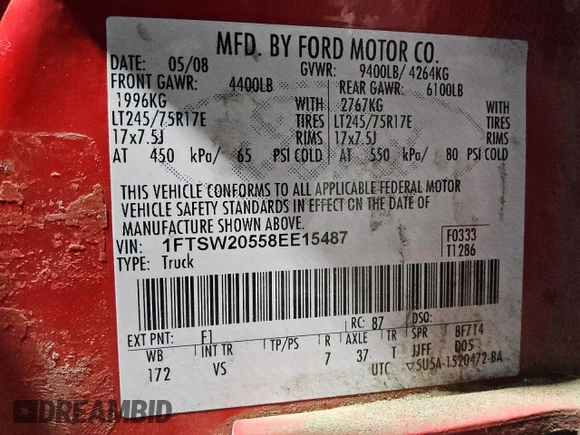 MFD. BY FORD MOTOR CO.
DATE: 05/08 GVWR: 9400LB/ 4264KG
FRONT GAWR: 4400LB REAR GAWR: 6100LB
1996KG WITH 2767KG WITH
LT245/75R17E TIRES LT245/75R17E TIRES
17x7.5J RIMS 17x7.5J RIMS
AT 450 kPa/ 65 PSI COLD AT 550 kPa/ 80 PSI COLD
THIS VEHICLE CONFORMS TO ALL APPLICABLE FEDERAL MOTOR
VEHICLE SAFETY STANDARDS IN EFFECT ON THE DATE OF
MANUFACTURE SHOWN ABOVE.
VIN: 1FTSW20558EE15487 F0333
TYPE: Truck T1286
EXT PNT: F1 RC: 87 DSO:
WB INT TR TP/PS R AXLE TR SPR 8F714
172 VS 7 37 T JJFF D05
UTC 5U5A-1520472-BA
DREAMBID